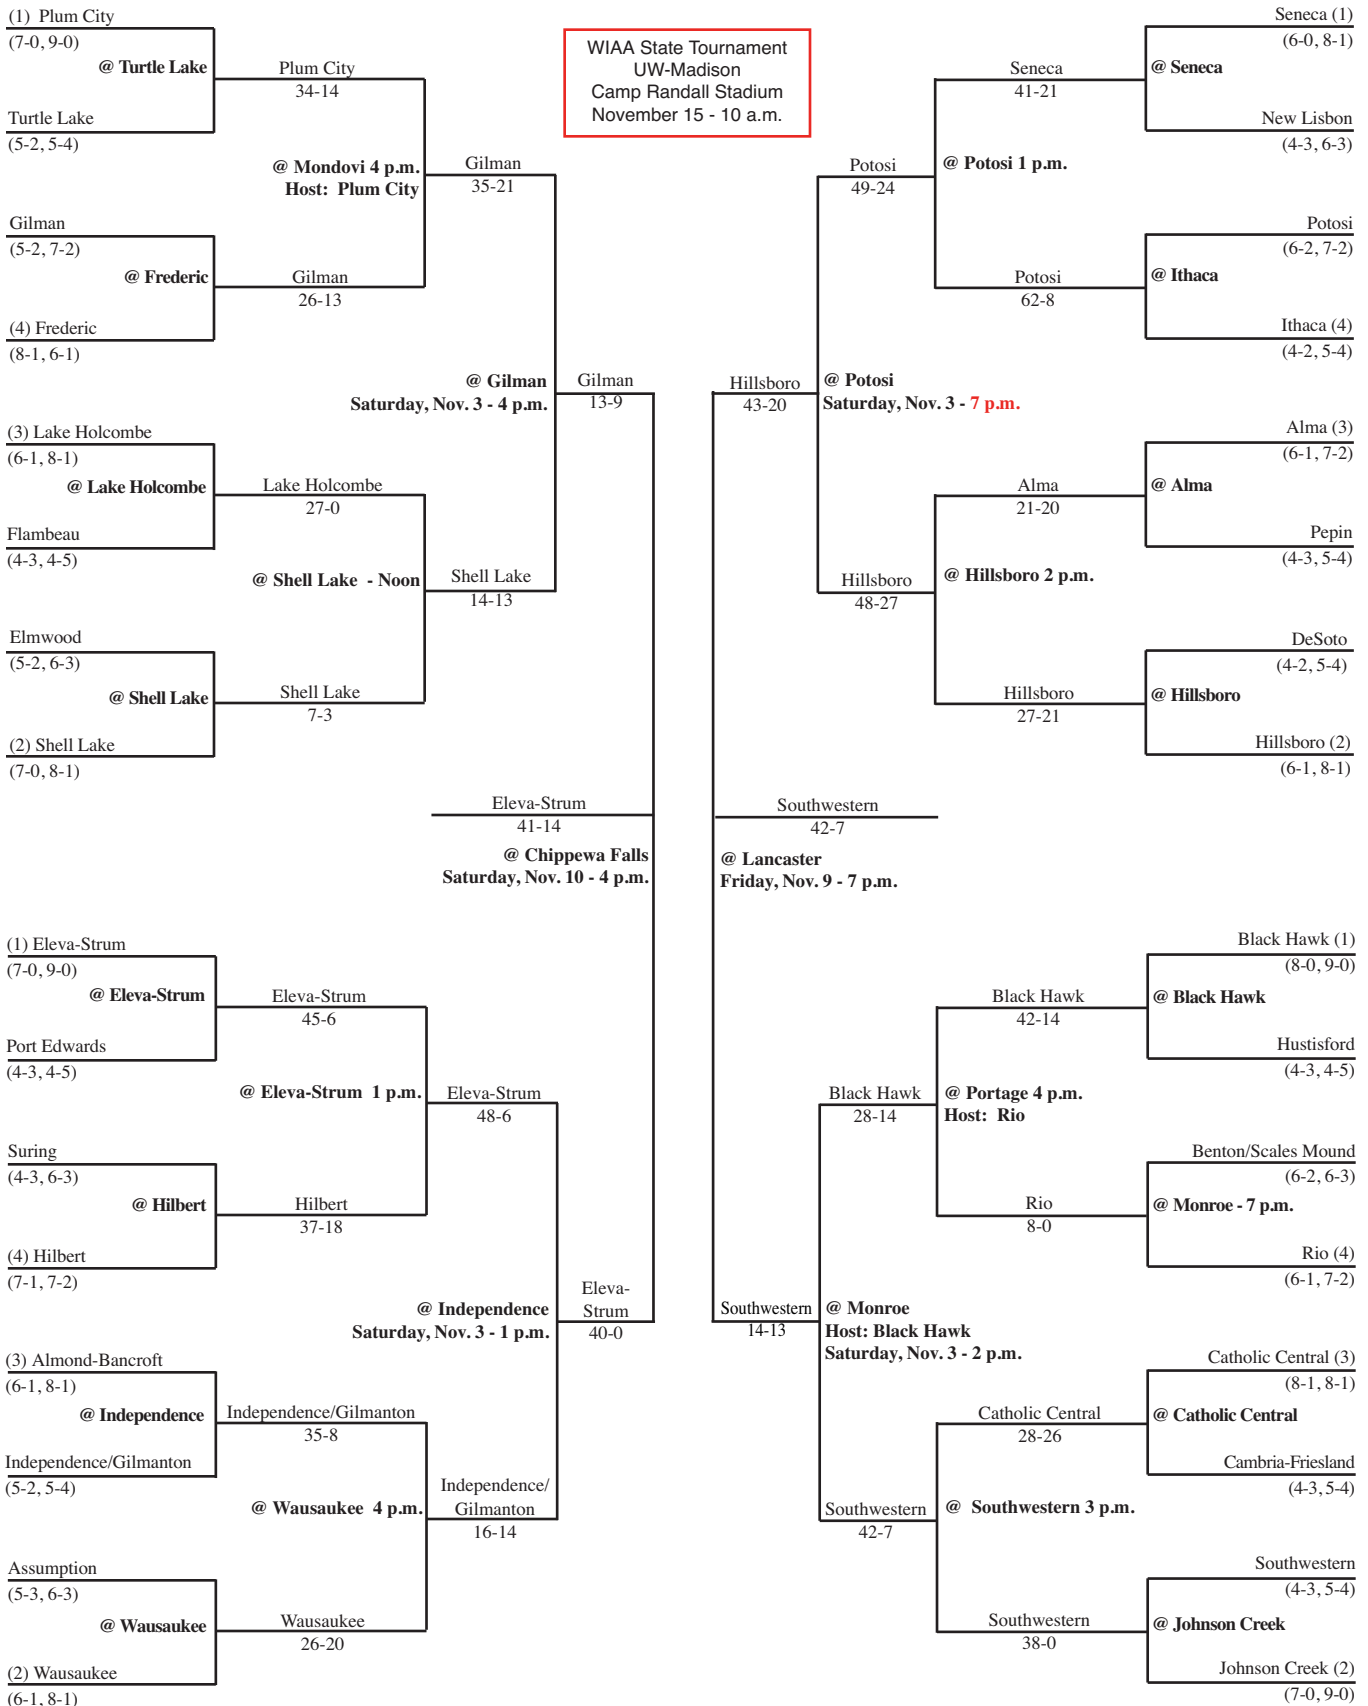 (1) Plum City
(7-0, 9-0)
@ Turtle Lake
Turtle Lake
(5-2, 5-4)
Plum City
34-14
@ Mondovi 4 p.m.
Host: Plum City
Gilman
35-21
Gilman
(5-2, 7-2)
@ Frederic
Gilman
26-13
(4) Frederic
(8-1, 6-1)
@ Gilman
Saturday, Nov. 3 - 4 p.m.
Gilman
13-9
(3) Lake Holcombe
(6-1, 8-1)
@ Lake Holcombe
Lake Holcombe
27-0
Flambeau
(4-3, 4-5)
@ Shell Lake - Noon
Shell Lake
14-13
Elmwood
(5-2, 6-3)
@ Shell Lake
Shell Lake
7-3
(2) Shell Lake
(7-0, 8-1)
Eleva-Strum
41-14
@ Chippewa Falls
Saturday, Nov. 10 - 4 p.m.
(1) Eleva-Strum
(7-0, 9-0)
@ Eleva-Strum
Eleva-Strum
45-6
Port Edwards
(4-3, 4-5)
@ Eleva-Strum 1 p.m.
Eleva-Strum
48-6
Suring
(4-3, 6-3)
@ Hilbert
Hilbert
37-18
(4) Hilbert
(7-1, 7-2)
@ Independence
Saturday, Nov. 3 - 1 p.m.
Eleva-
Strum
40-0
(3) Almond-Bancroft
(6-1, 8-1)
@ Independence
Independence/Gilmanton
35-8
Independence/Gilmanton
(5-2, 5-4)
@ Wausaukee 4 p.m.
Independence/
Gilmanton
16-14
Assumption
(5-3, 6-3)
@ Wausaukee
Wausaukee
26-20
(2) Wausaukee
(6-1, 8-1)
WIAA State Tournament
UW-Madison
Camp Randall Stadium
November 15 - 10 a.m.
Seneca (1)
(6-0, 8-1)
@ Seneca
Seneca
41-21
New Lisbon
(4-3, 6-3)
@ Potosi 1 p.m.
Potosi
49-24
Potosi
(6-2, 7-2)
@ Ithaca
Potosi
62-8
Ithaca (4)
(4-2, 5-4)
@ Potosi
Saturday, Nov. 3 - 7 p.m.
Hillsboro
43-20
Alma (3)
(6-1, 7-2)
@ Alma
Alma
21-20
Pepin
(4-3, 5-4)
@ Hillsboro 2 p.m.
Hillsboro
48-27
DeSoto
(4-2, 5-4)
@ Hillsboro
Hillsboro
27-21
Hillsboro (2)
(6-1, 8-1)
Southwestern
42-7
@ Lancaster
Friday, Nov. 9 - 7 p.m.
Black Hawk (1)
(8-0, 9-0)
@ Black Hawk
Black Hawk
42-14
Hustisford
(4-3, 4-5)
@ Portage 4 p.m.
Host: Rio
Black Hawk
28-14
Benton/Scales Mound
(6-2, 6-3)
@ Monroe - 7 p.m.
Rio
8-0
Rio (4)
(6-1, 7-2)
@ Monroe
Host: Black Hawk
Saturday, Nov. 3 - 2 p.m.
Southwestern
14-13
Catholic Central (3)
(8-1, 8-1)
@ Catholic Central
Catholic Central
28-26
Cambria-Friesland
(4-3, 5-4)
@ Southwestern 3 p.m.
Southwestern
42-7
Southwestern
(4-3, 5-4)
@ Johnson Creek
Southwestern
38-0
Johnson Creek (2)
(7-0, 9-0)